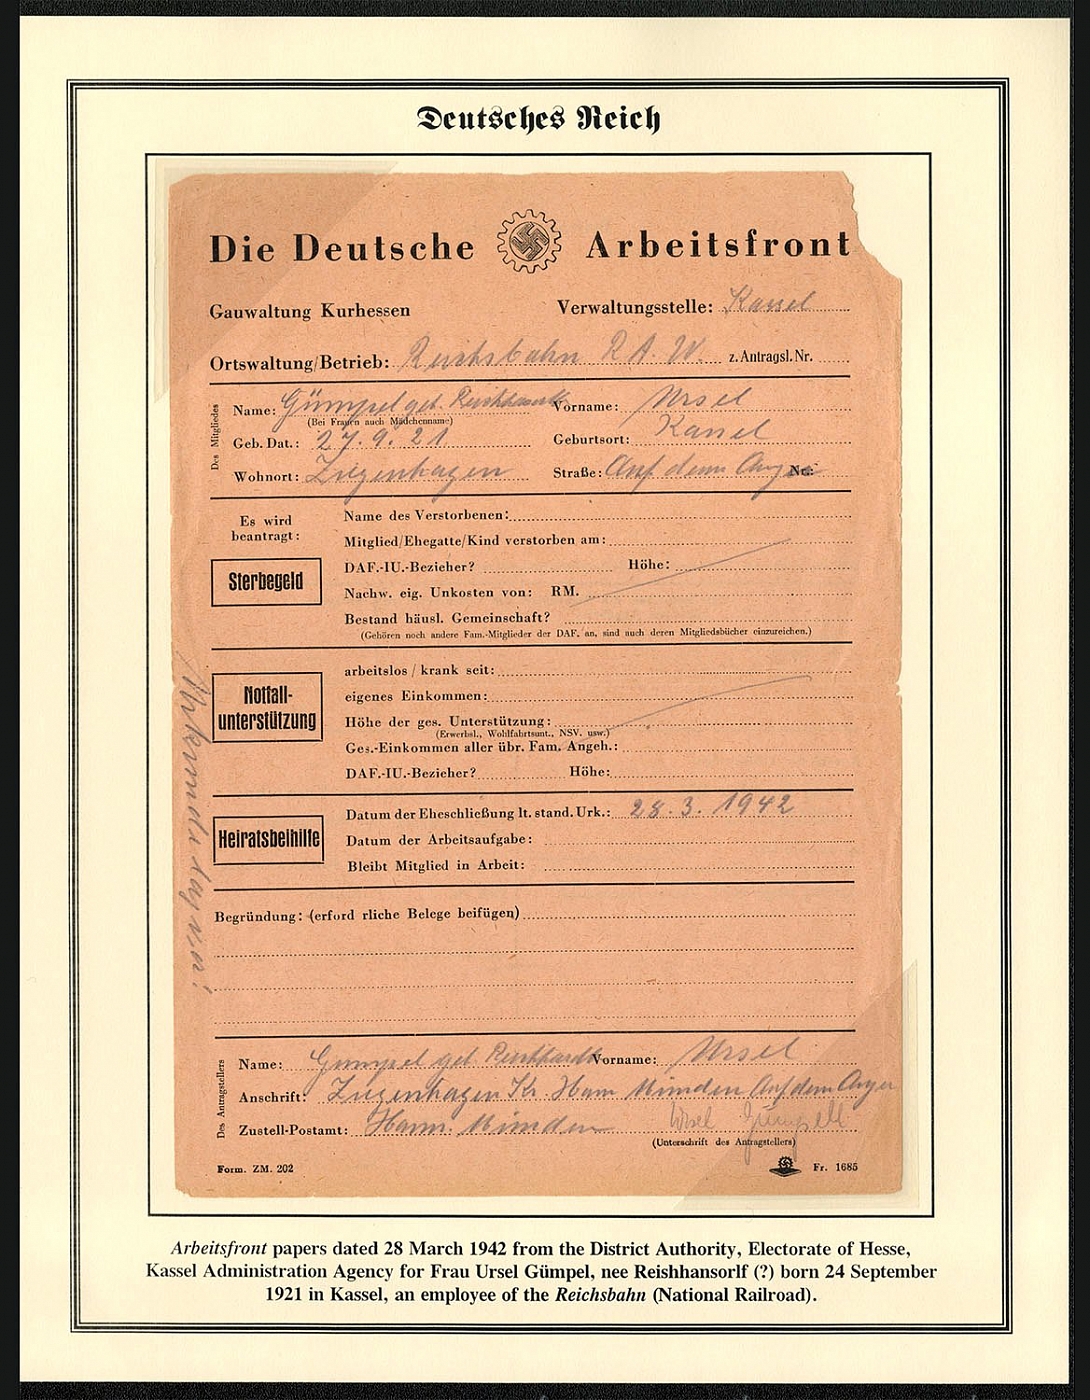 Deutsches Reich
Die Deutsche Arbeitsfront
Gauwaltung Kurhessen Verwaltungsstelle: Kassel
Ortswaltung/Betrieb: Reichsbahn R. A. W. z. Antragsl. Nr.
Des Mitgliedes
Name: Gümpel geb. Vorname: Ursel
(Bei Frauen auch Mädchenname)
Geb. Dat.: 27. 9. 21 Geburtsort: Kassel
Wohnort: Ziegenhagen Straße: Auf dem Anger Nr.:
Es wird
beantragt:
Sterbegeld
Name des Verstorbenen:
Mitglied/Ehegatte/Kind verstorben am:
DAF.-IU.-Bezieher? Höhe:
Nachw. eig. Unkosten von: RM.
Bestand häusl. Gemeinschaft?
(Gehören noch andere Fam.-Mitglieder der DAF. an, sind auch deren Mitgliedsbücher einzureichen.)
Notfall-
unterstützung
arbeitslos / krank seit:
eigenes Einkommen:
Höhe der ges. Unterstützung:
(Erwerbsl., Wohlfahrtsunt., NSV. usw.)
Ges.-Einkommen aller übr. Fam. Angeh.:
DAF.-IU.-Bezieher? Höhe:
Heiratsbeihilfe
Datum der Eheschließung lt. stand. Urk.: 28. 3. 1942
Datum der Arbeitsaufgabe:
Bleibt Mitglied in Arbeit:
Begründung: (erford rliche Belege beifügen)
Des Antragstellers
Name: Gümpel geb. Reinhardt Vorname: Ursel
Anschrift: Ziegenhagen Kr. Hann Münden Auf dem Anger
Zustell-Postamt: Hann. Münden Ursel Gümpel
(Unterschrift des Antragstellers)
Form. ZM. 202 Fr. 1685
Arbeitsfront papers dated 28 March 1942 from the District Authority, Electorate of Hesse,
Kassel Administration Agency for Frau Ursel Gümpel, nee Reishhansorlf (?) born 24 September
1921 in Kassel, an employee of the Reichsbahn (National Railroad).